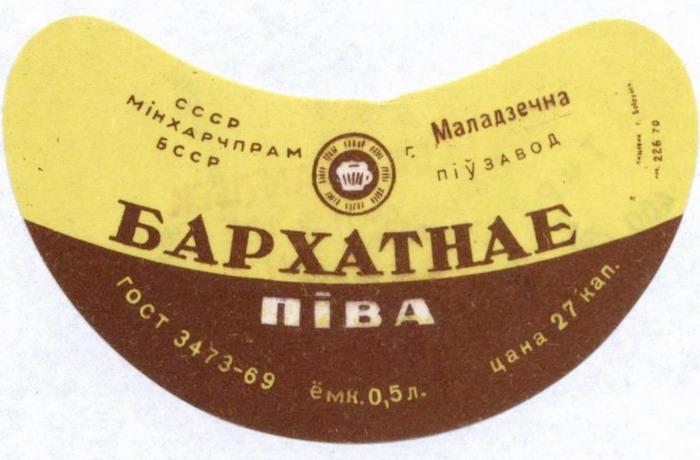 СССР
МІНХАРЧПРАМ
БССР
г. Маладзечна
піўзавод
БАРХАТНАЕ
ПІВА
ГОСТ 3473-69
ёмк. 0,5 л.
цана 27 кап.
226 70